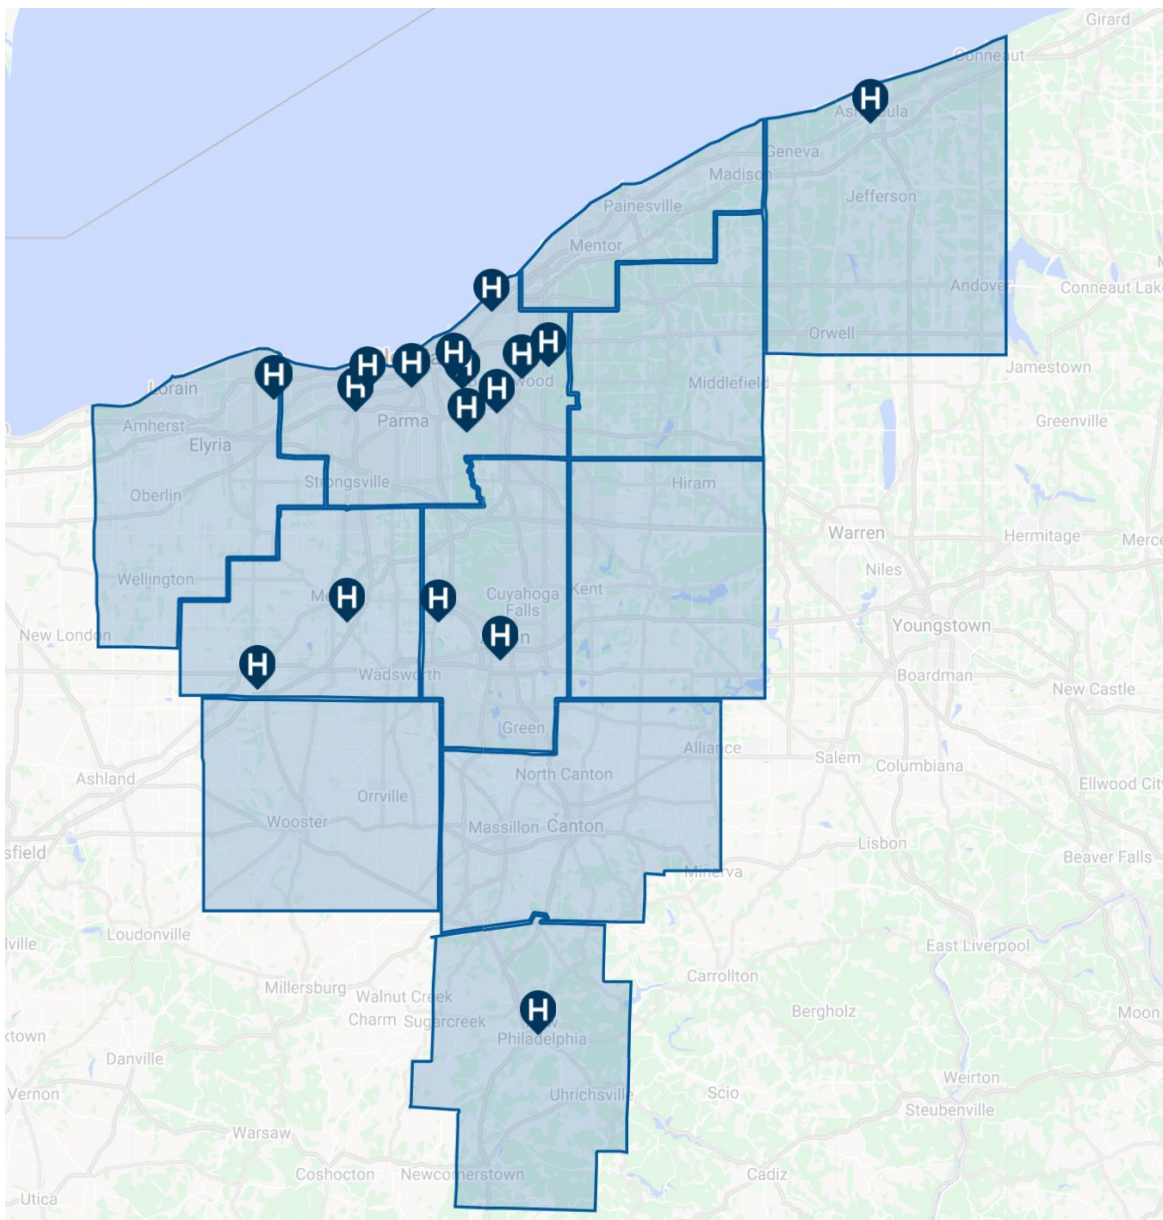 Girard
Conneaut
H
Geneva
Madison
Jefferson
Painesville
Mentor
Andover
Conneaut Lake
H
Orwell
H
H
H
H
H
H
H
Jamestown
Lorain
H
H
H
Middlefield
Parma
Amherst
Greenville
Elyria
Strongsville
Hiram
Oberlin
Warren
Hermitage
Niles
Wellington
Kent
Cuyahoga
Falls
H
H
New London
Youngstown
H
H
Wadsworth
Boardman
New Castle
Green
Alliance
Salem
Columbiana
Ashland
North Canton
Ellwood City
Orrville
Wooster
Massillon
Canton
Lisbon
sfield
Beaver Falls
Minerva
Loudonville
East Liverpool
Carrollton
Millersburg
Walnut Creek
Charm
Sugarcreek
H
Bergholz
Moon
Philadelphia
Danville
Weirton
Vernon
Uhrichsville
Scio
Steubenville
Warsaw
Coshocton
Newcomerstown
Cadiz
Utica